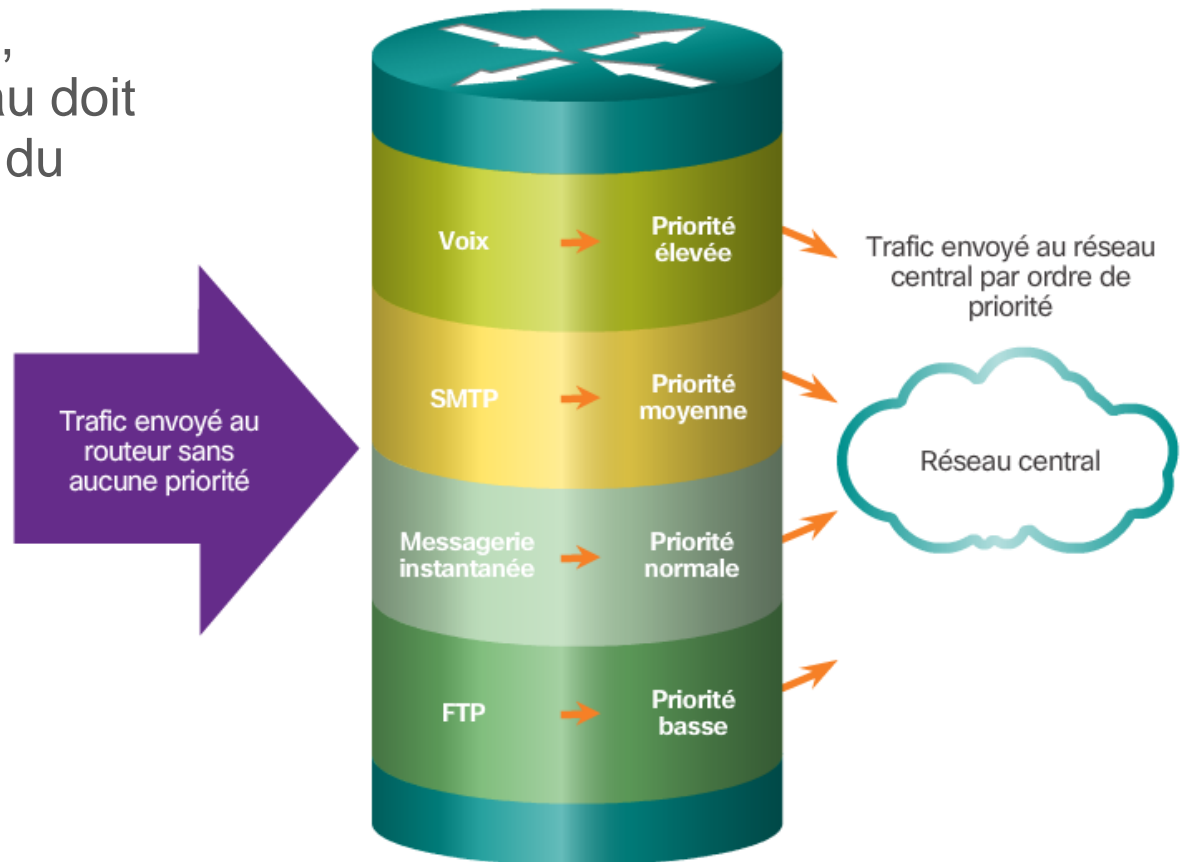 ,
au doit
du
Trafic envoyé au
routeur sans
aucune priorité
Voix
Priorité
élevée
SMTP
Priorité
moyenne
Messagerie
instantanée
Priorité
normale
FTP
Priorité
basse
Trafic envoyé au réseau
central par ordre de
priorité
Réseau central